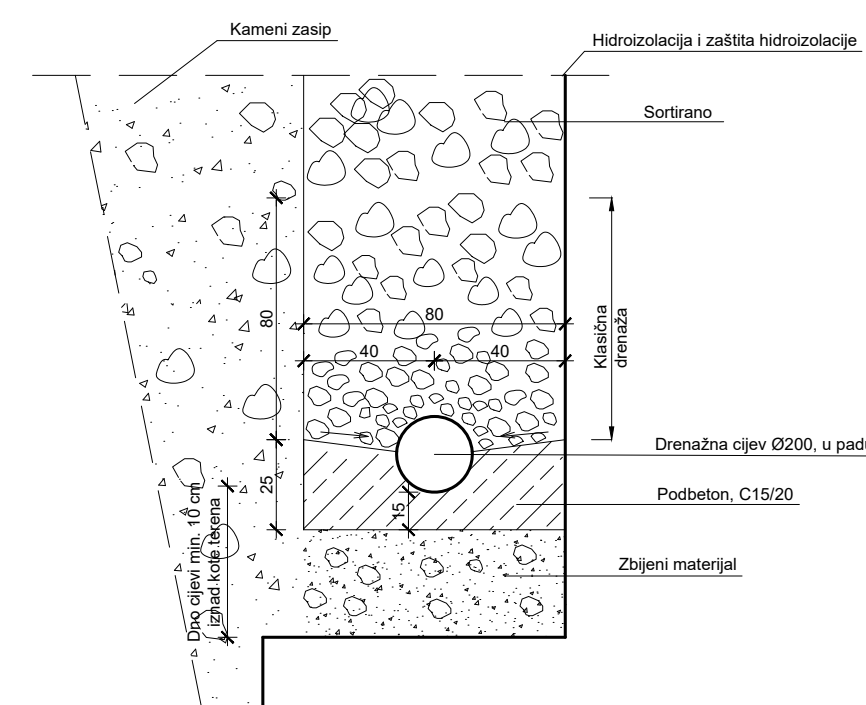 Kameni zasip
Hidroizolacija i zaštita hidroizolacije
Sortirano
80
80
40
40
Klasična
drenaža
Drenažna cijev Ø200, u padu
25
15
Podbeton, C15/20
Dno cijevi min. 10 cm
iznad kote terena
Zbijeni materijal